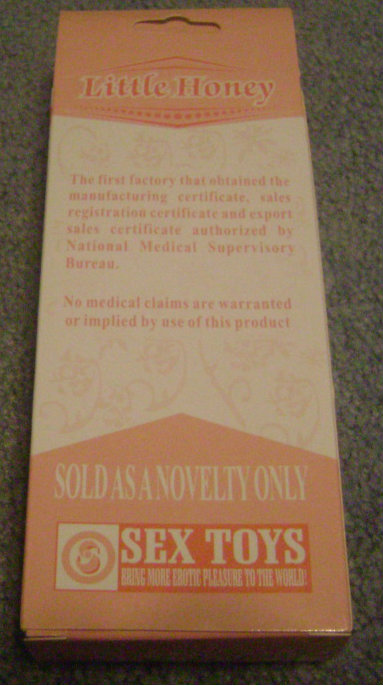 Little Honey
The first factory that obtained the
manufacturing certificate, sales
registration certificate and export
sales certificate authorized by
National Medical Supervisory
Bureau.
No medical claims are warranted
or implied by use of this product
SOLD AS A NOVELTY ONLY
SEX TOYS
BRING MORE EROTIC PLEASURE TO THE WORLD!